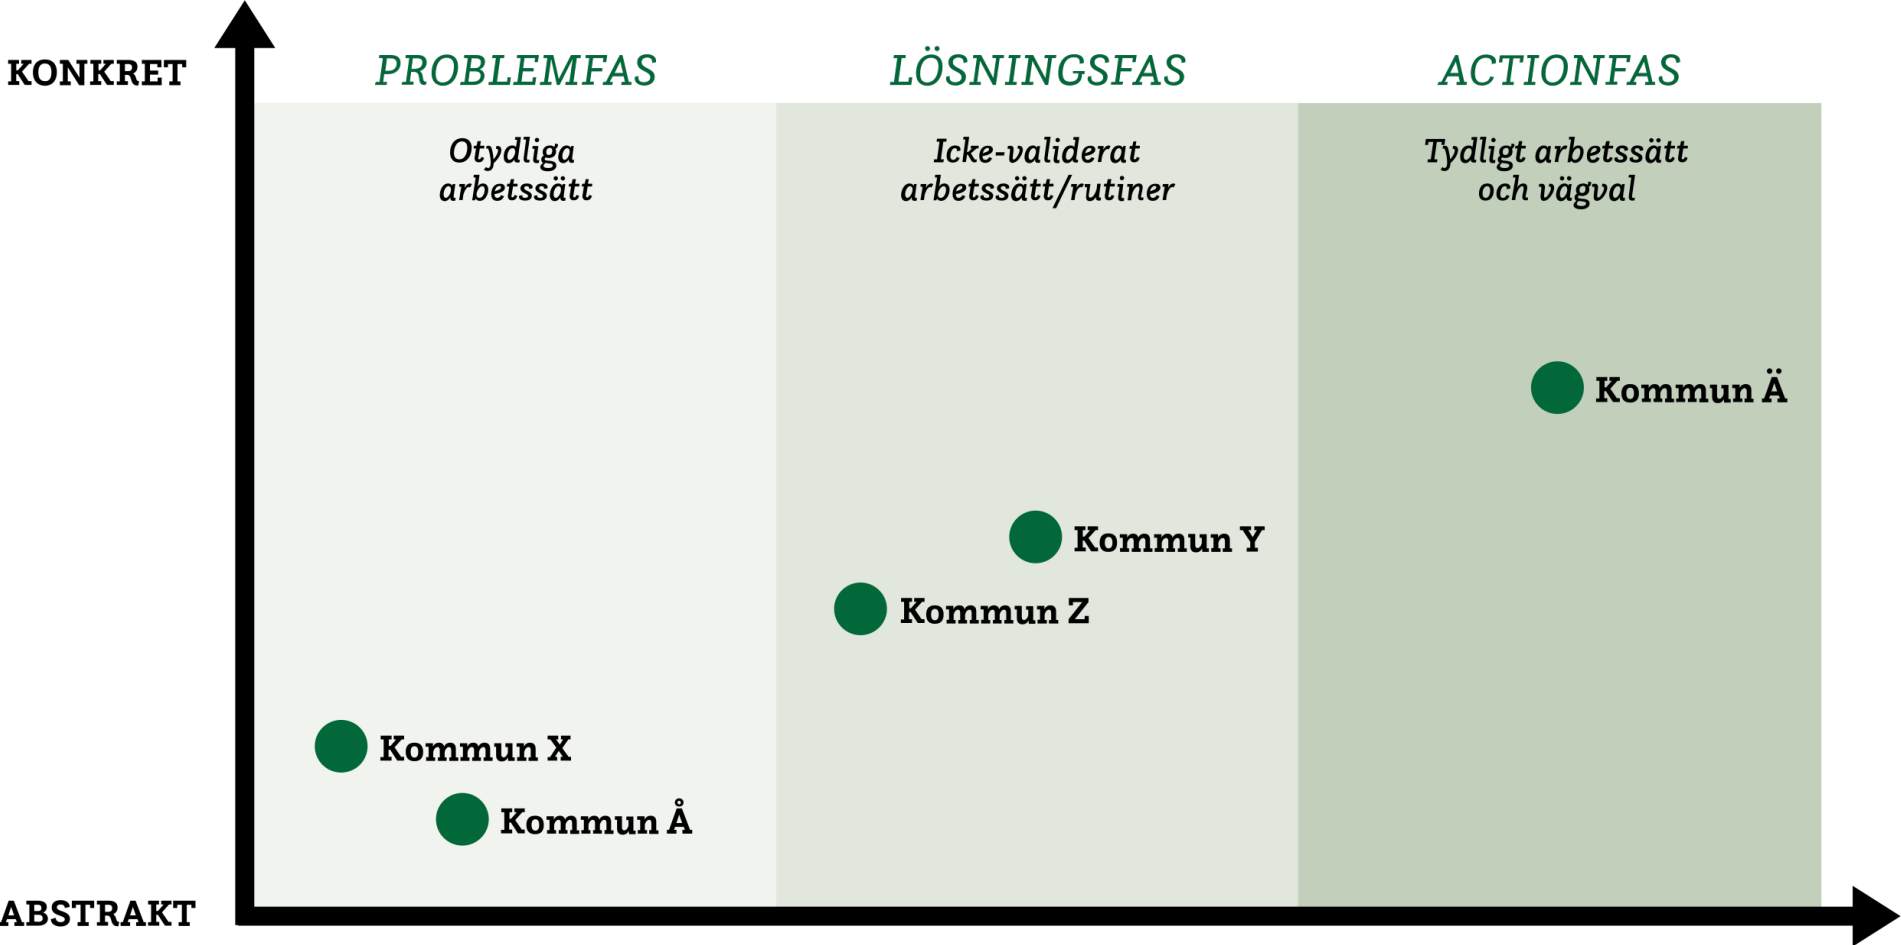 KONKRET
PROBLEMFAS
LÖSNINGSFAS
ACTIONFAS
Otydliga
arbetssätt
Icke-validerat
arbetssätt/rutiner
Tydligt arbetssätt
och vägval
Kommun Ä
Kommun Y
Kommun Z
Kommun X
Kommun Å
ABSTRAKT